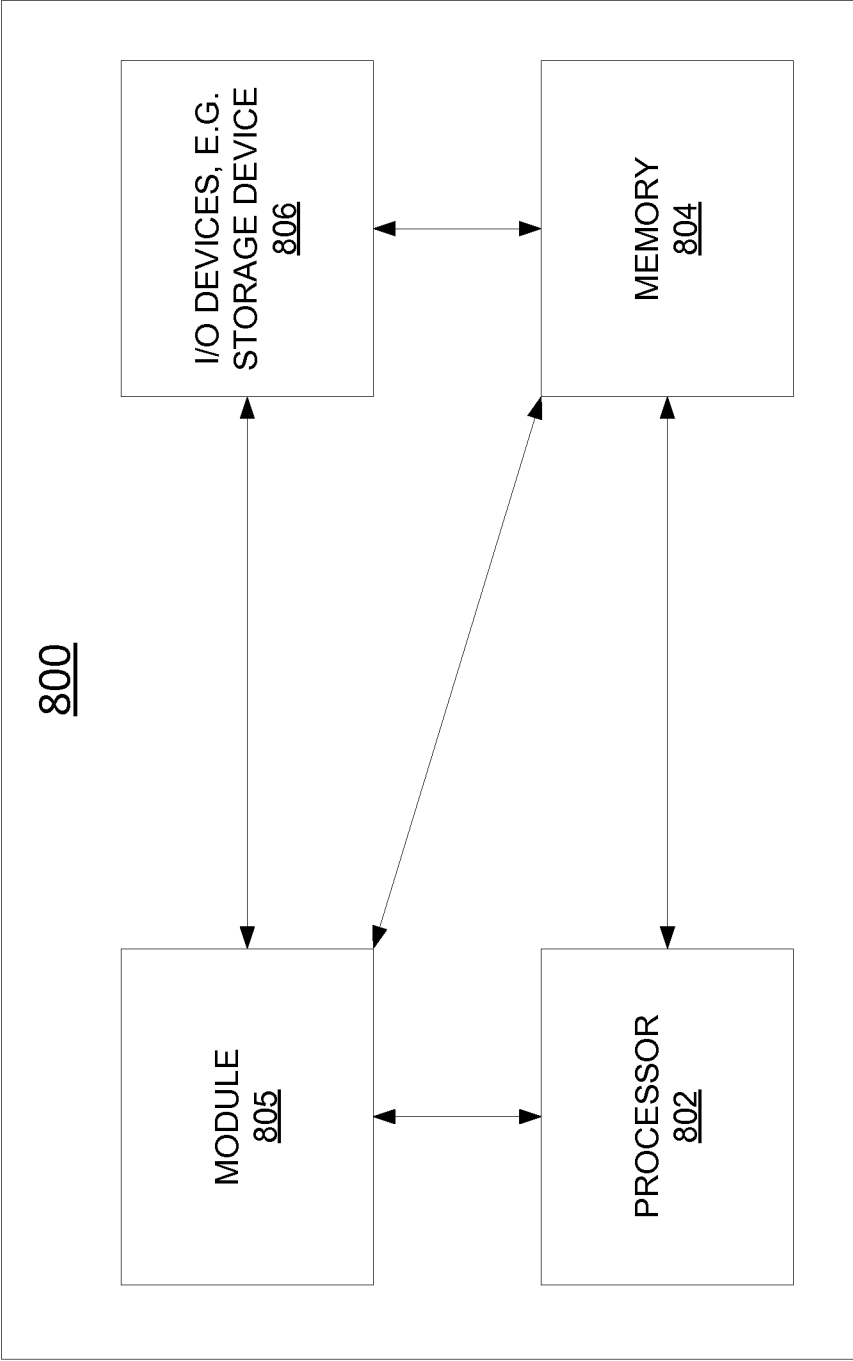 800
MODULE
805
I/O DEVICES, E.G.
STORAGE DEVICE
806
PROCESSOR
802
MEMORY
804